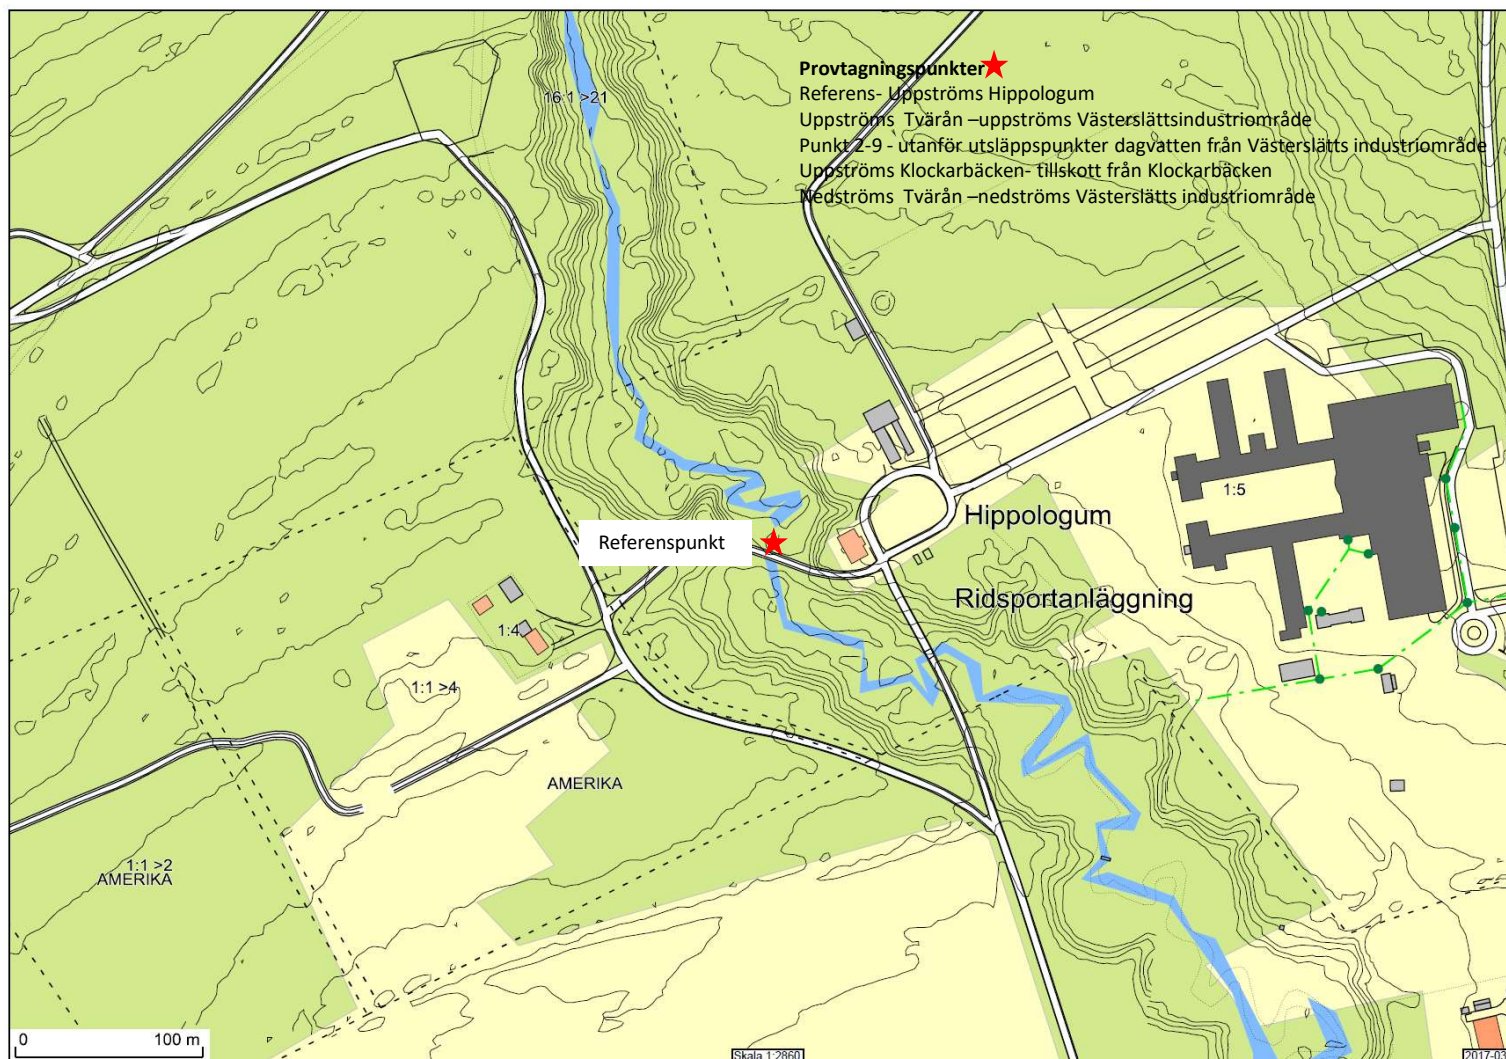 Provtagningspunkter
Referens- Uppströms Hippologum
Uppströms Tvärån –uppströms Västerslättsindustriområde
Punkt 2-9 - utanför utsläppspunkter dagvatten från Västerslätts industriområde
Uppströms Klockarbäcken- tillskott från Klockarbäcken
Nedströms Tvärån –nedströms Västerslätts industriområde
16:1 >21
1:5
Hippologum
Referenspunkt
Ridsportanläggning
1:4
1:1 >4
AMERIKA
1:1 >2
AMERIKA
0 100 m
Skala 1:2860
2017-03